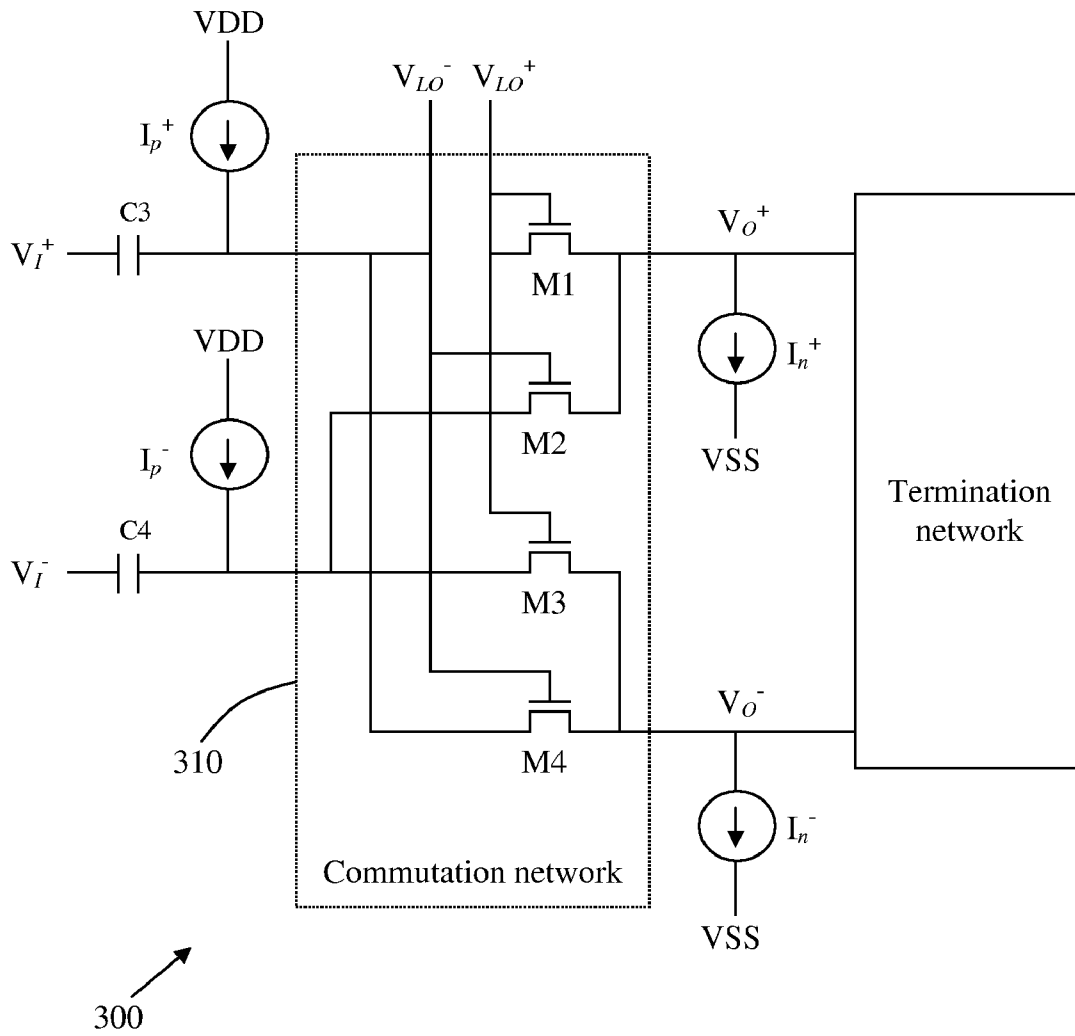 VDD
V_LO^-
V_LO^+
I_p^+
C3
V_I^+
V_O^+
M1
VDD
I_n^+
M2
VSS
I_p^-
Termination
network
C4
V_I^-
M3
V_O^-
310
M4
I_n^-
Commutation network
VSS
300